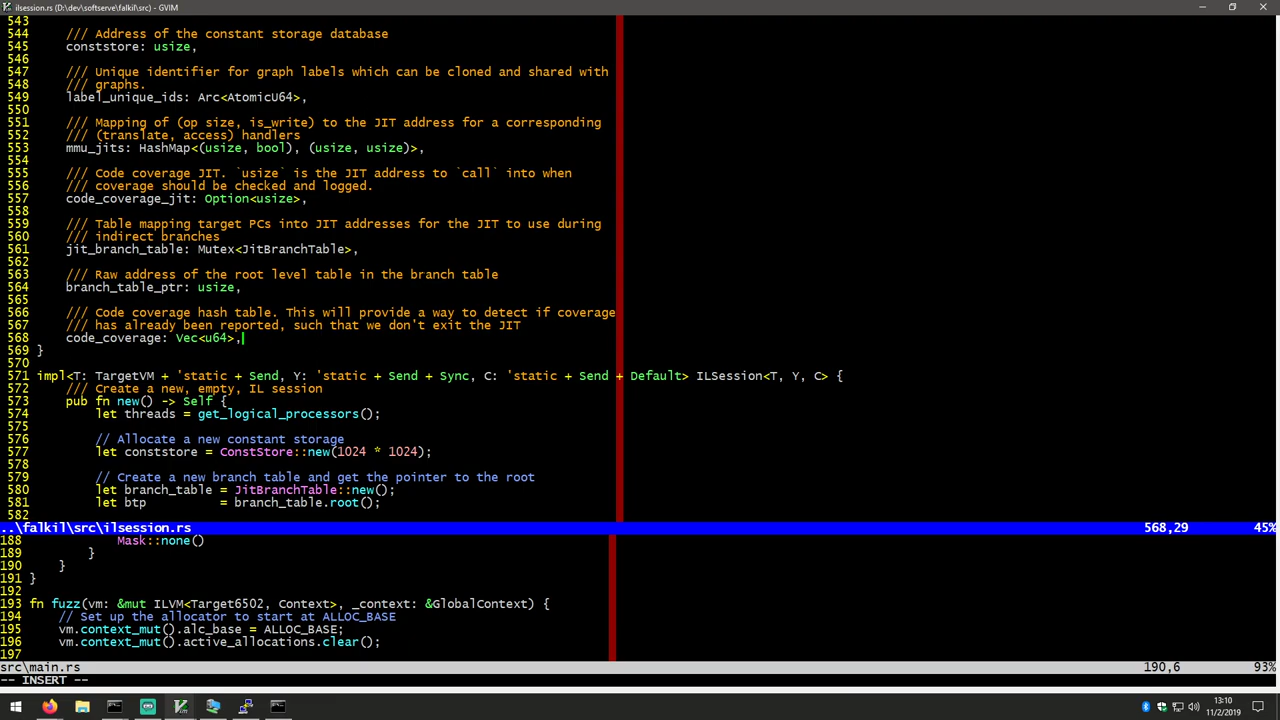 ilsession.rs (D:\dev\softserve\falkil\src) - GVIM
543
544     /// Address of the constant storage database
545     conststore: usize,
546
547     /// Unique identifier for graph labels which can be cloned and shared with
548     /// graphs.
549     label_unique_ids: Arc<AtomicU64>,
550
551     /// Mapping of (op size, is_write) to the JIT address for a corresponding
552     /// (translate, access) handlers
553     mmu_jits: HashMap<(usize, bool), (usize, usize)>,
554
555     /// Code coverage JIT. `usize` is the JIT address to `call` into when
556     /// coverage should be checked and logged.
557     code_coverage_jit: Option<usize>,
558
559     /// Table mapping target PCs into JIT addresses for the JIT to use during
560     /// indirect branches
561     jit_branch_table: Mutex<JitBranchTable>,
562
563     /// Raw address of the root level table in the branch table
564     branch_table_ptr: usize,
565
566     /// Code coverage hash table. This will provide a way to detect if coverage
567     /// has already been reported, such that we don't exit the JIT
568     code_coverage: Vec<u64>,
569 }
570
571 impl<T: TargetVM + 'static + Send, Y: 'static + Send + Sync, C: 'static + Send + Default> ILSession<T, Y, C> {
572     /// Create a new, empty, IL session
573     pub fn new() -> Self {
574         let threads = get_logical_processors();
575
576         // Allocate a new constant storage
577         let conststore = ConstStore::new(1024 * 1024);
578
579         // Create a new branch table and get the pointer to the root
580         let branch_table = JitBranchTable::new();
581         let btp          = branch_table.root();
582
..\falkil\src\ilsession.rs 568,29 45%
188             Mask::none()
189         }
190     }
191 }
192
193 fn fuzz(vm: &mut ILVM<Target6502, Context>, _context: &GlobalContext) {
194     // Set up the allocator to start at ALLOC_BASE
195     vm.context_mut().alc_base = ALLOC_BASE;
196     vm.context_mut().active_allocations.clear();
197
src\main.rs 190,6 93%
-- INSERT --
13:10
11/2/2019